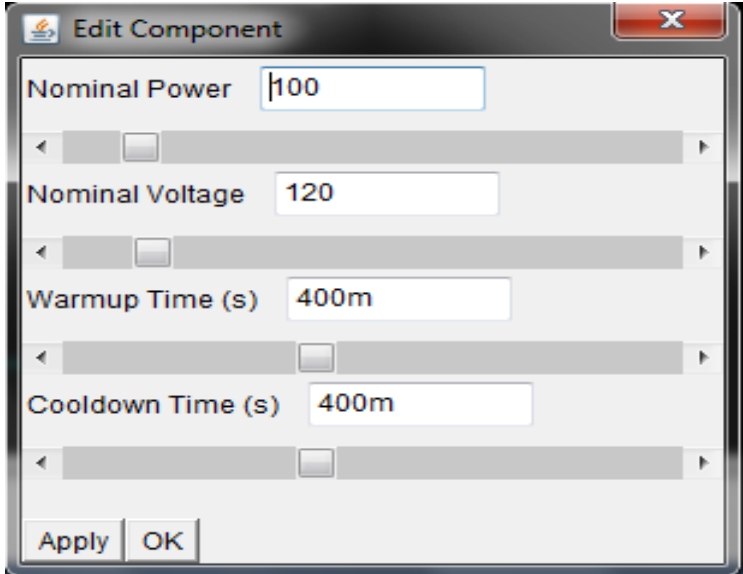 Edit Component
Nominal Power 100
Nominal Voltage 120
Warmup Time (s) 400m
Cooldown Time (s) 400m
Apply OK